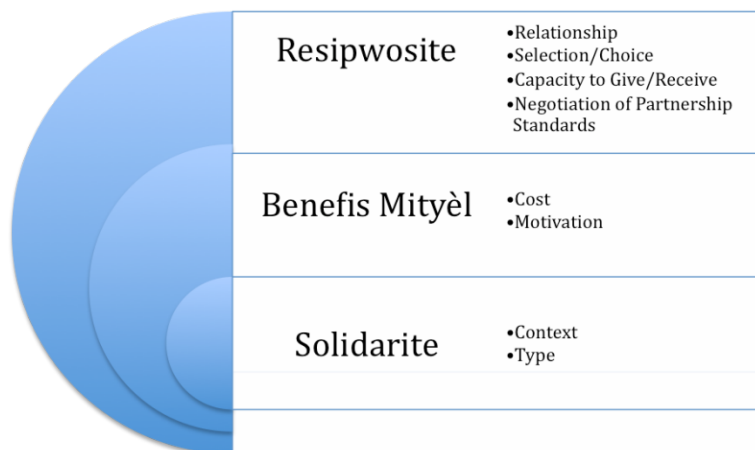 Resipwosite
•Relationship
•Selection/Choice
•Capacity to Give/Receive
•Negotiation of Partnership
Standards
Benefis Mityèl
•Cost
•Motivation
Solidarite
•Context
•Type